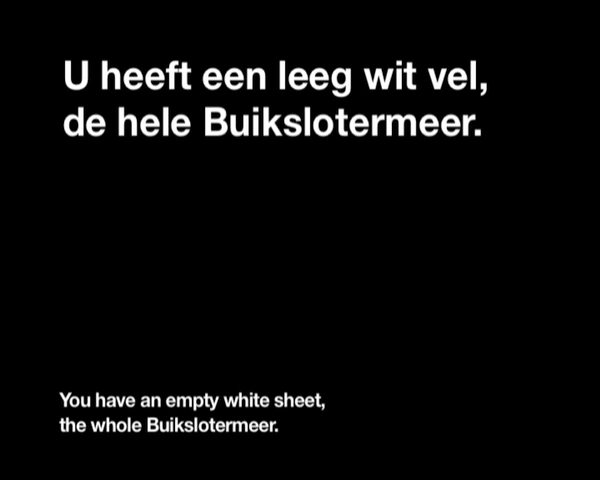 U heeft een leeg wit vel,
de hele Buikslotermeer.
You have an empty white sheet,
the whole Buikslotermeer.